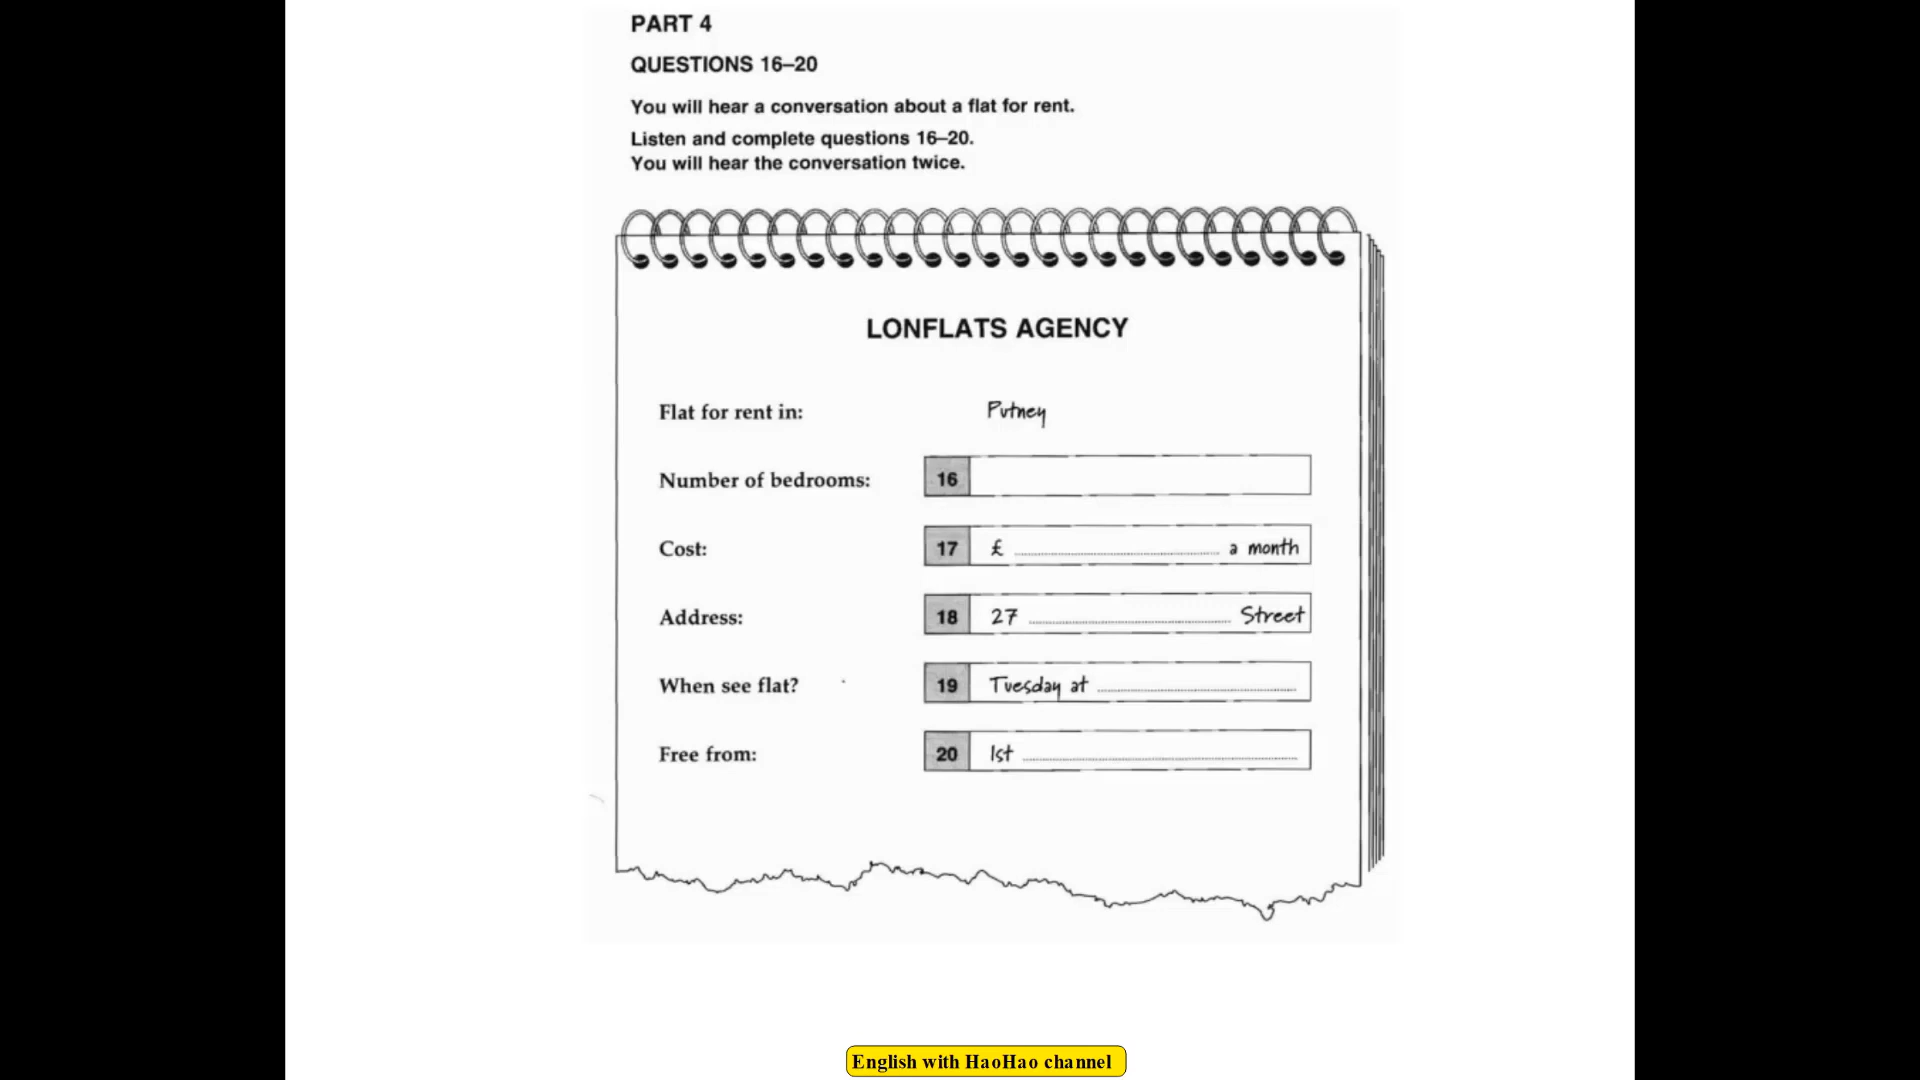 PART 4
QUESTIONS 16–20
You will hear a conversation about a flat for rent.
Listen and complete questions 16–20.
You will hear the conversation twice.
LONFLATS AGENCY
Flat for rent in: Putney
Number of bedrooms: 16
Cost: 17 £ ........ a month
Address: 18 27 ........ Street
When see flat? 19 Tuesday at ........
Free from: 20 1st ........
English with HaoHao channel